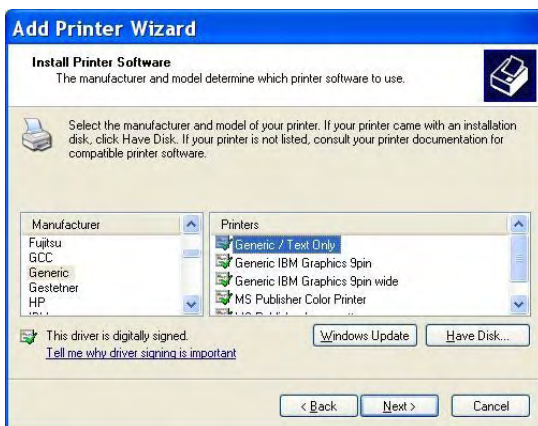 Add Printer Wizard
Install Printer Software
The manufacturer and model determine which printer software to use.
Select the manufacturer and model of your printer. If your printer came with an installation
disk, click Have Disk. If your printer is not listed, consult your printer documentation for
compatible printer software.
Manufacturer
Fujitsu
GCC
Generic
Gestetner
HP
Printers
Generic / Text Only
Generic IBM Graphics 9pin
Generic IBM Graphics 9pin wide
MS Publisher Color Printer
This driver is digitally signed.
Tell me why driver signing is important
Windows Update
Have Disk...
< Back
Next >
Cancel